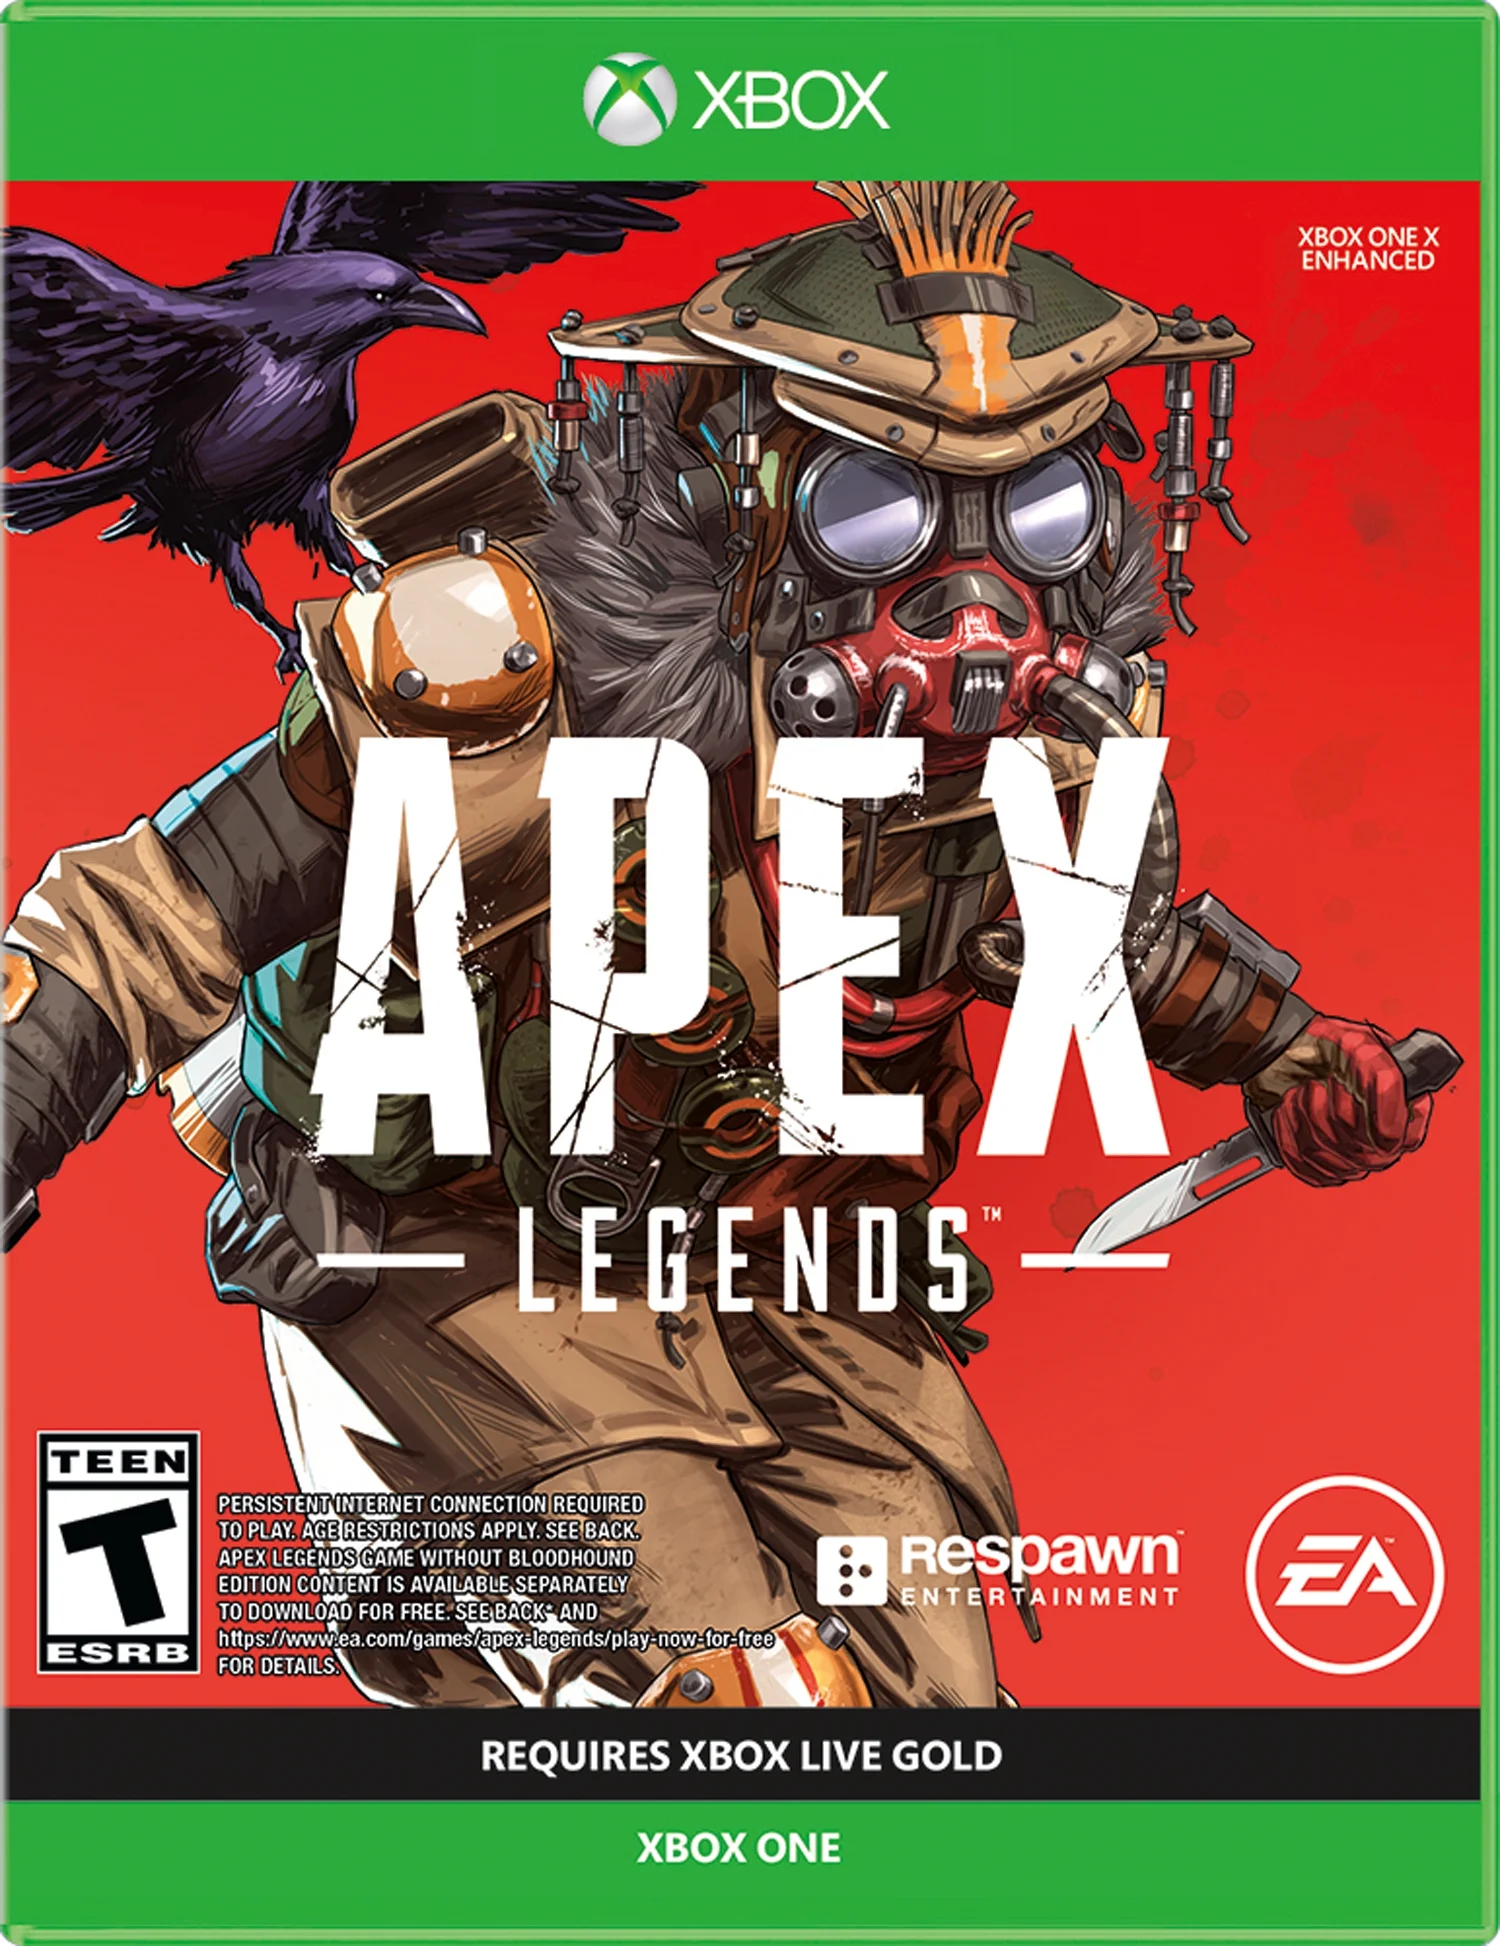 XBOX
XBOX ONE X
ENHANCED
APEX
LEGENDS™
TEEN
T
ESRB
PERSISTENT INTERNET CONNECTION REQUIRED
TO PLAY. AGE RESTRICTIONS APPLY. SEE BACK.
APEX LEGENDS GAME WITHOUT BLOODHOUND
EDITION CONTENT IS AVAILABLE SEPARATELY
TO DOWNLOAD FOR FREE. SEE BACK* AND
https://www.ea.com/games/apex-legends/play-now-for-free
FOR DETAILS.
Respawn™
ENTERTAINMENT
EA™
REQUIRES XBOX LIVE GOLD
XBOX ONE